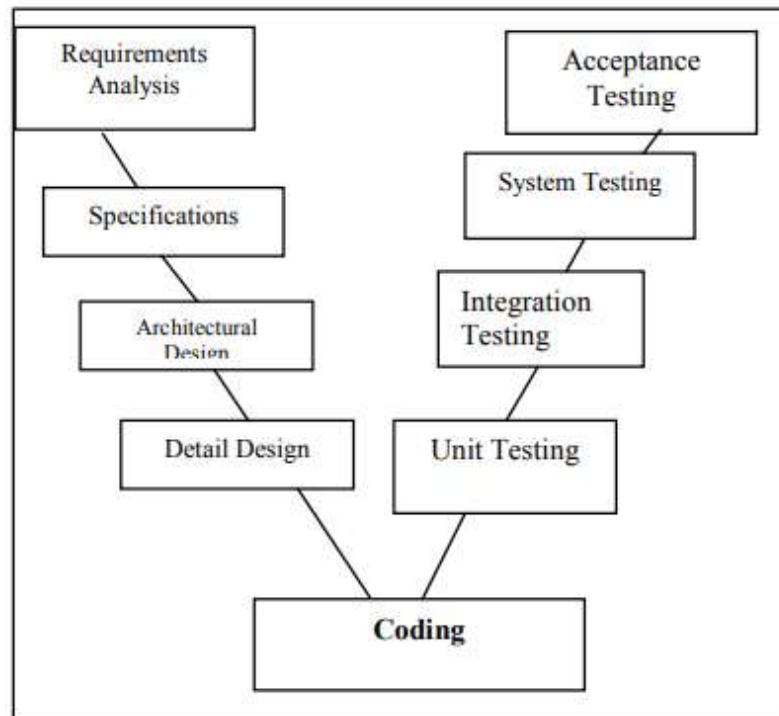 Requirements
Analysis
Acceptance
Testing
Specifications
System Testing
Architectural
Design
Integration
Testing
Detail Design
Unit Testing
Coding